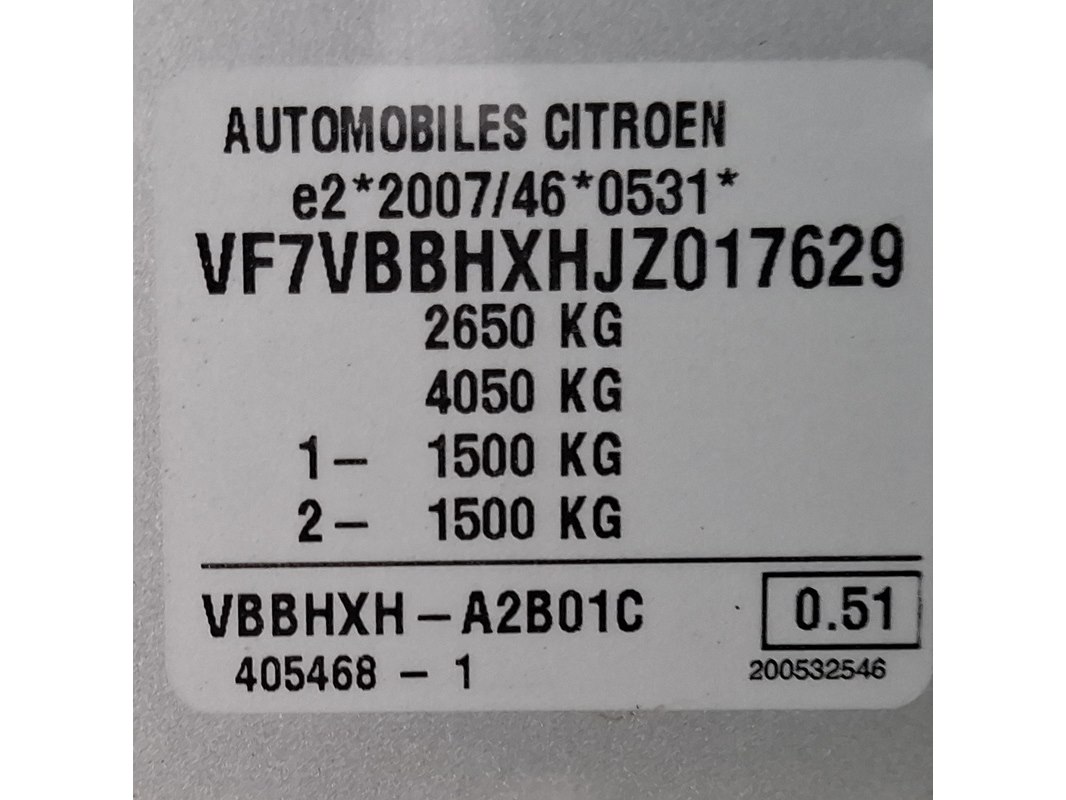 AUTOMOBILES CITROEN
e2*2007/46*0531*
VF7VBBHXHJZ017629
2650 KG
4050 KG
1- 1500 KG
2- 1500 KG
VBBHXH-A2B01C 0.51
405468 - 1 200532546